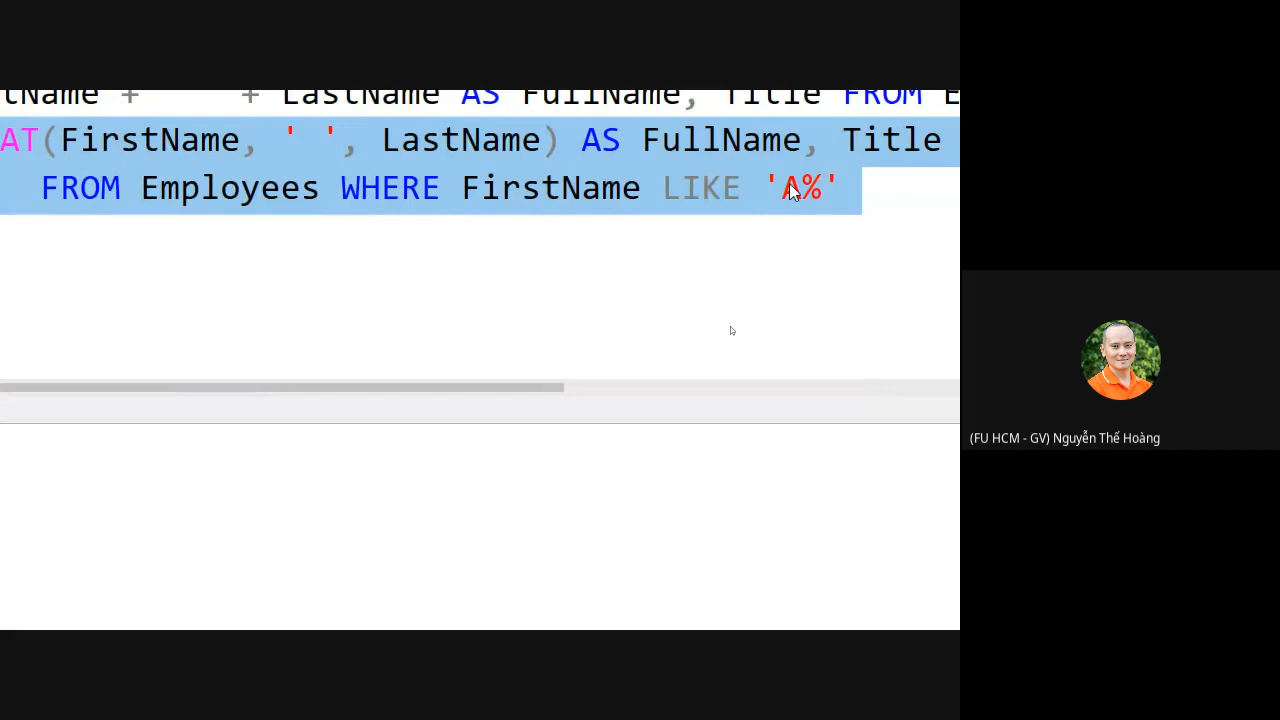 tName + + LastName AS FullName, Title FROM E
AT(FirstName, ' ', LastName) AS FullName, Title
FROM Employees WHERE FirstName LIKE 'A%'
(FU HCM - GV) Nguyễn Thế Hoàng